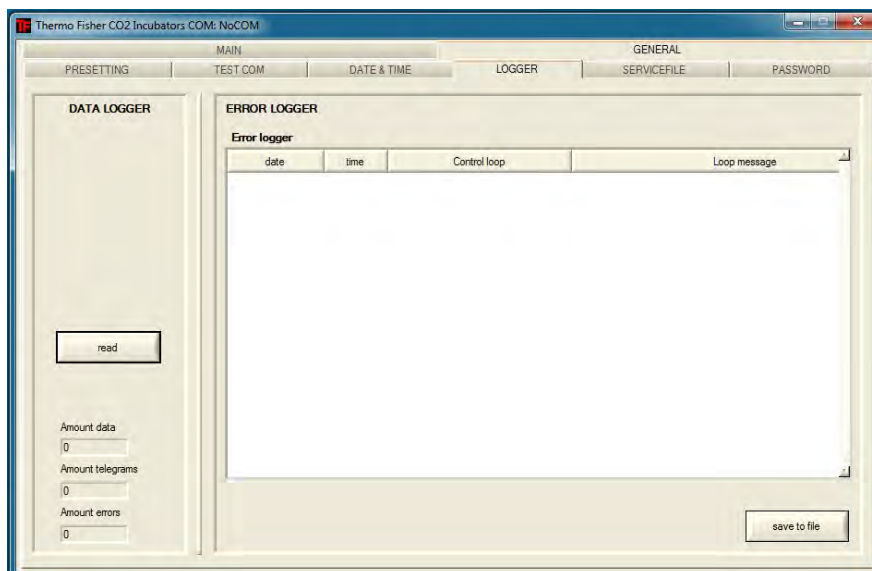 Thermo Fisher CO2 Incubators COM: NoCOM
MAIN GENERAL
PRESETTING TEST COM DATE & TIME LOGGER SERVICEFILE PASSWORD
DATA LOGGER
read
Amount data
0
Amount telegrams
0
Amount errors
0
ERROR LOGGER
Error logger
date time Control loop Loop message
save to file